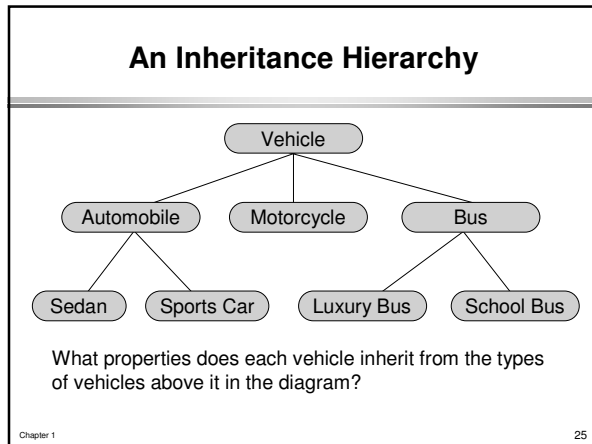 An Inheritance Hierarchy
Vehicle
Automobile
Motorcycle
Bus
Sedan
Sports Car
Luxury Bus
School Bus
What properties does each vehicle inherit from the types
of vehicles above it in the diagram?
Chapter 1
25